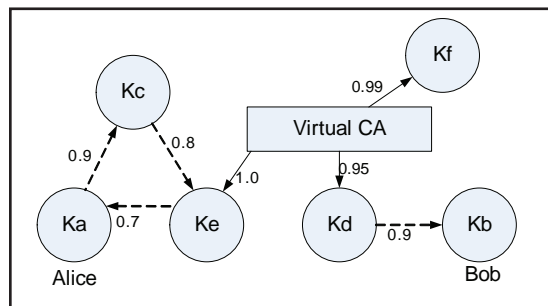 Kf
0.99
Kc
Virtual CA
0.8
0.9
1.0
0.95
Ka
0.7
Ke
Kd
0.9
Kb
Alice
Bob